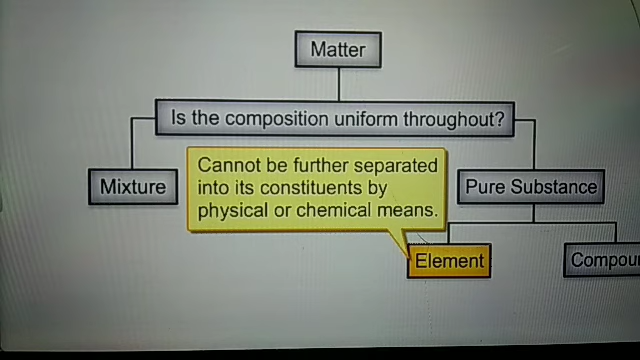 Matter
Is the composition uniform throughout?
Mixture
Cannot be further separated
into its constituents by
physical or chemical means.
Pure Substance
Element
Compou